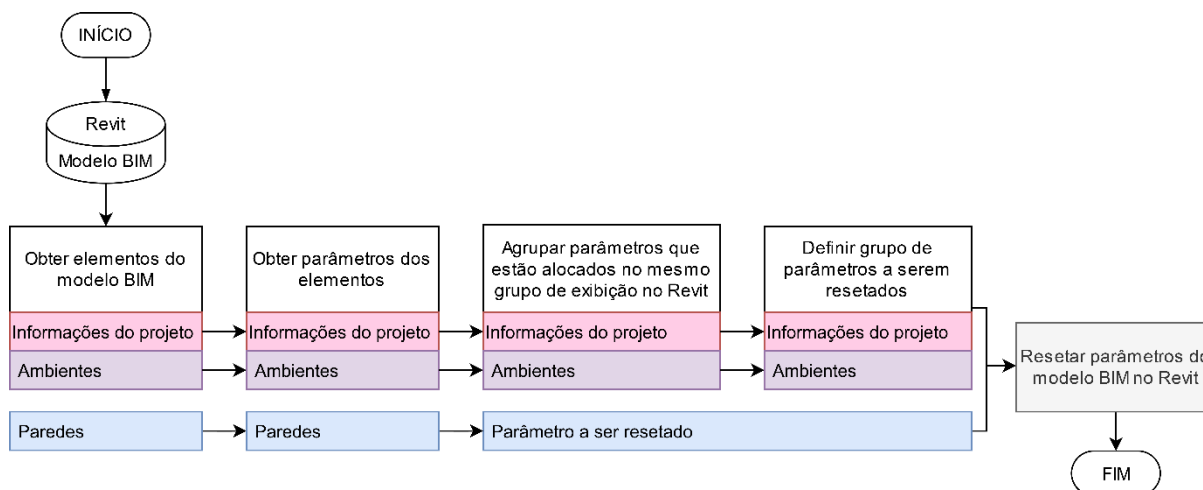 INÍCIO
Revit
Modelo BIM
Obter elementos do
modelo BIM
Obter parâmetros dos
elementos
Agrupar parâmetros que
estão alocados no mesmo
grupo de exibição no Revit
Definir grupo de
parâmetros a serem
resetados
Informações do projeto
Informações do projeto
Informações do projeto
Informações do projeto
Ambientes
Ambientes
Ambientes
Ambientes
Resetar parâmetros do
modelo BIM no Revit
Paredes
Paredes
Parâmetro a ser resetado
FIM